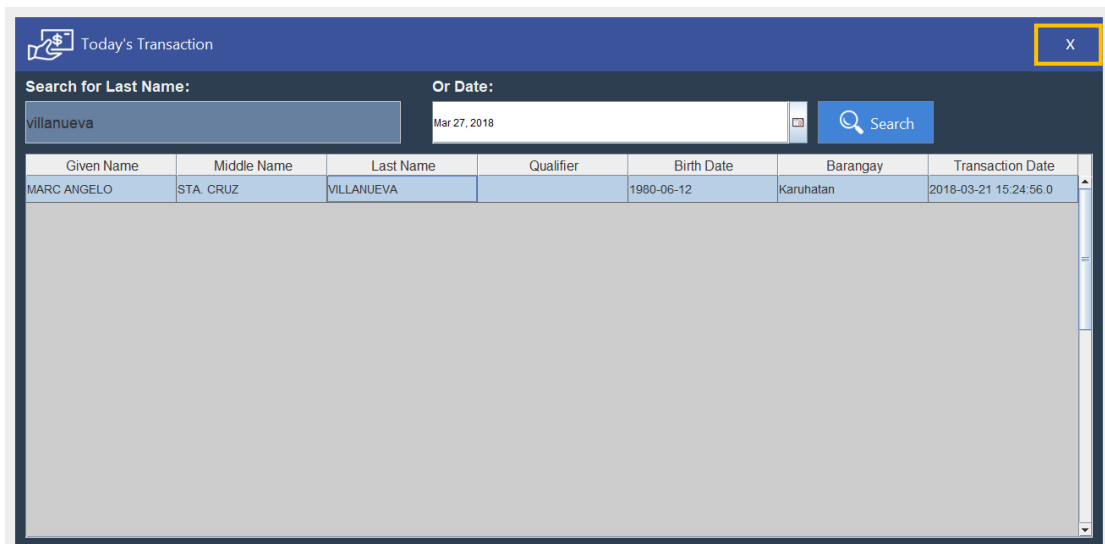 Today's Transaction
X
Search for Last Name:
Or Date:
villanueva
Mar 27, 2018
Search
Given Name Middle Name Last Name Qualifier Birth Date Barangay Transaction Date
MARC ANGELO STA. CRUZ VILLANUEVA 1980-06-12 Karuhatan 2018-03-21 15:24:56.0